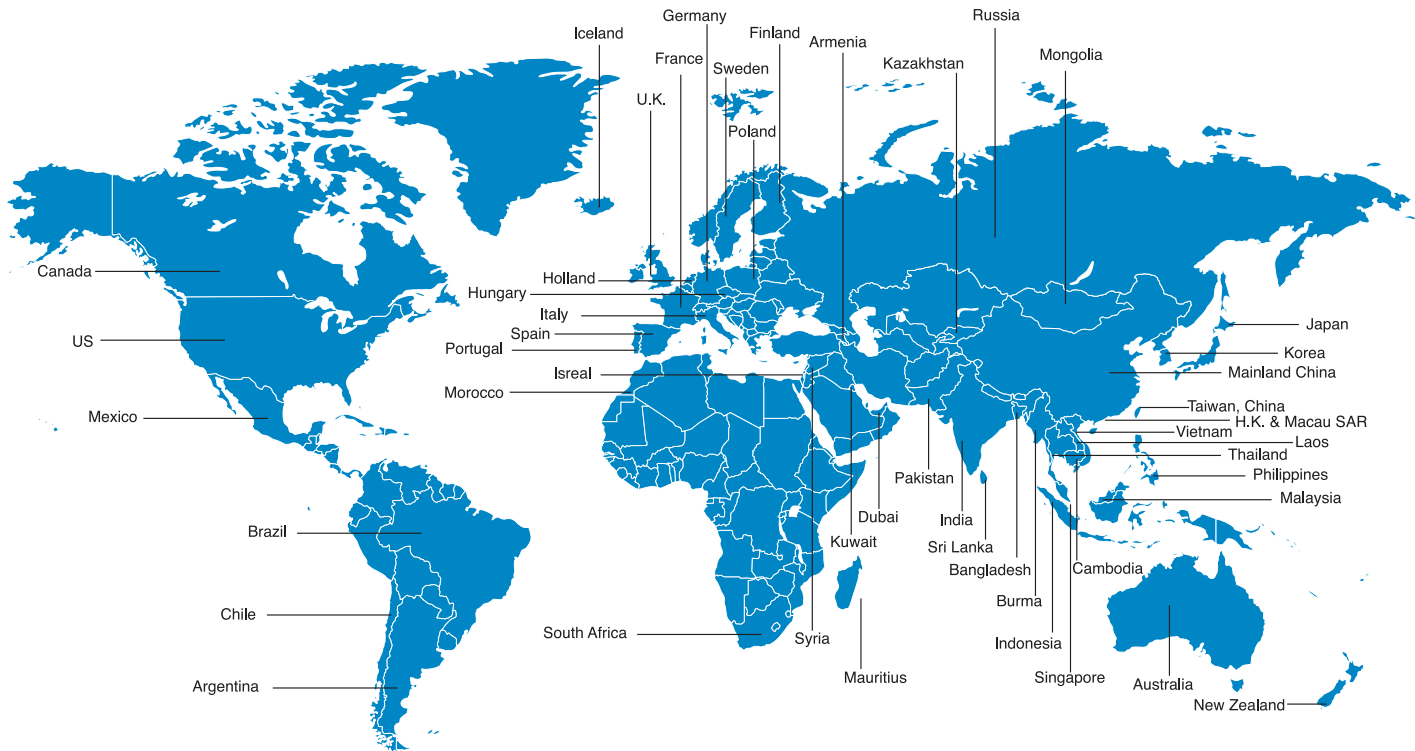 Germany
Russia
Iceland
Finland
Armenia
France
Sweden
Kazakhstan
Mongolia
U.K.
Poland
Canada
Holland
Hungary
Italy
Spain
US
Portugal
Isreal
Morocco
Mexico
Japan
Korea
Mainland China
Taiwan, China
H.K. & Macau SAR
Vietnam
Laos
Thailand
Philippines
Malaysia
Pakistan
India
Dubai
Sri Lanka
Kuwait
Bangladesh
Cambodia
Brazil
Burma
Chile
South Africa
Syria
Indonesia
Mauritius
Singapore
Australia
Argentina
New Zealand